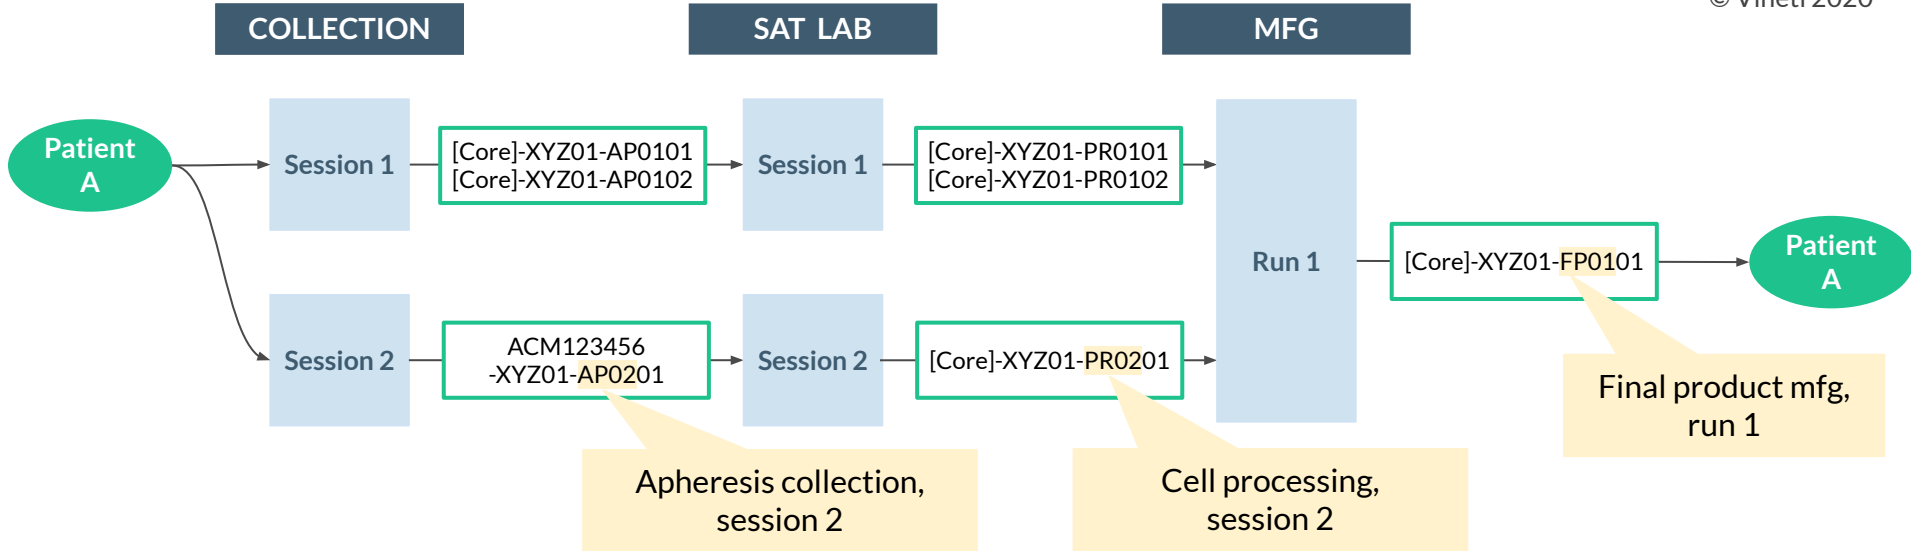 © Vineti 2020
COLLECTION
SAT LAB
MFG
Patient
A
Session 1
[Core]-XYZ01-AP0101
[Core]-XYZ01-AP0102
Session 1
[Core]-XYZ01-PR0101
[Core]-XYZ01-PR0102
Run 1
[Core]-XYZ01-FP0101
Patient
A
Session 2
ACM123456
-XYZ01-AP0201
Session 2
[Core]-XYZ01-PR0201
Final product mfg,
run 1
Apheresis collection,
session 2
Cell processing,
session 2